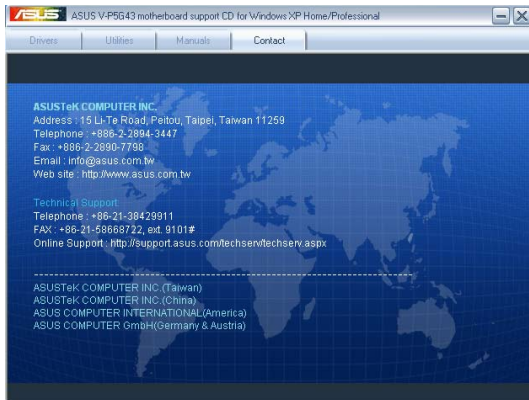 ASUS ASUS V-P5G43 motherboard support CD for Windows XP Home/Professional
Drivers Utilities Manuals Contact
ASUSTeK COMPUTER INC.
Address : 15 Li-Te Road, Peitou, Taipei, Taiwan 11259
Telephone : +886-2-2894-3447
Fax : +886-2-2890-7798
Email : info@asus.com.tw
Web site : http://www.asus.com.tw
Technical Support
Telephone : +86-21-38429911
FAX : +86-21-58668722, ext. 9101#
Online Support : http://support.asus.com/techserv/techserv.aspx
ASUSTeK COMPUTER INC.(Taiwan)
ASUSTeK COMPUTER INC.(China)
ASUS COMPUTER INTERNATIONAL(America)
ASUS COMPUTER GmbH(Germany & Austria)